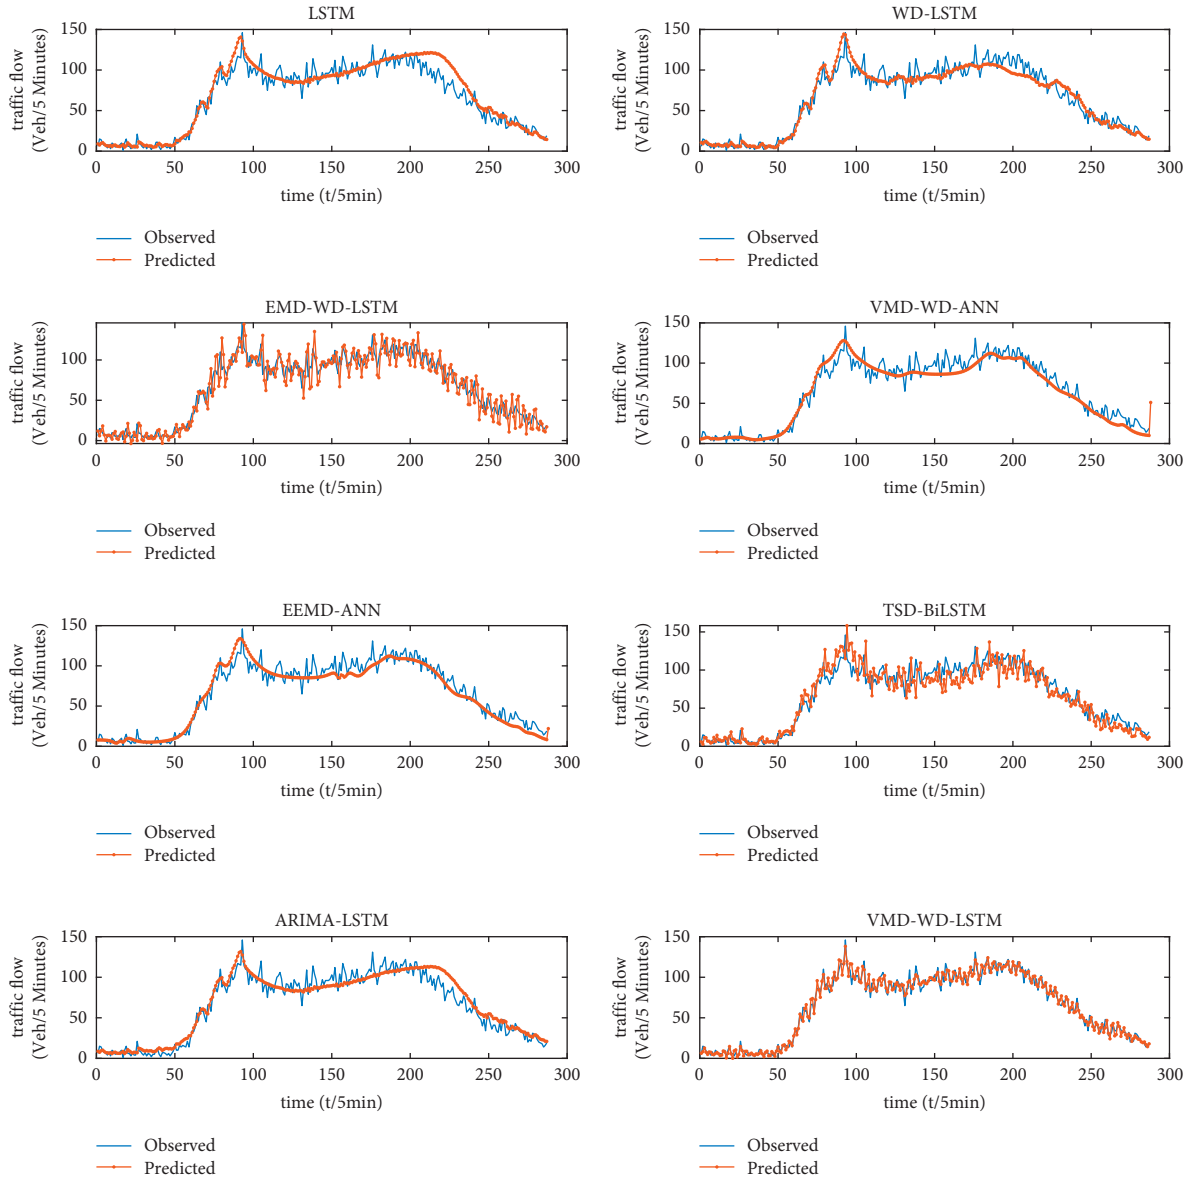 LSTM
150
100
50
0
traffic flow
(Veh/5 Minutes)
0 50 100 150 200 250 300
time (t/5min)
Observed
Predicted
WD-LSTM
150
100
50
0
traffic flow
(Veh/5 Minutes)
0 50 100 150 200 250 300
time (t/5min)
Observed
Predicted
EMD-WD-LSTM
100
50
0
traffic flow
(Veh/5 Minutes)
0 50 100 150 200 250 300
time (t/5min)
Observed
Predicted
VMD-WD-ANN
150
100
50
0
traffic flow
(Veh/5 Minutes)
0 50 100 150 200 250 300
time (t/5min)
Observed
Predicted
EEMD-ANN
150
100
50
0
traffic flow
(Veh/5 Minutes)
0 50 100 150 200 250 300
time (t/5min)
Observed
Predicted
TSD-BiLSTM
150
100
50
0
traffic flow
(Veh/5 Minutes)
0 50 100 150 200 250 300
time (t/5min)
Observed
Predicted
ARIMA-LSTM
150
100
50
0
traffic flow
(Veh/5 Minutes)
0 50 100 150 200 250 300
time (t/5min)
Observed
Predicted
VMD-WD-LSTM
150
100
50
0
traffic flow
(Veh/5 Minutes)
0 50 100 150 200 250 300
time (t/5min)
Observed
Predicted